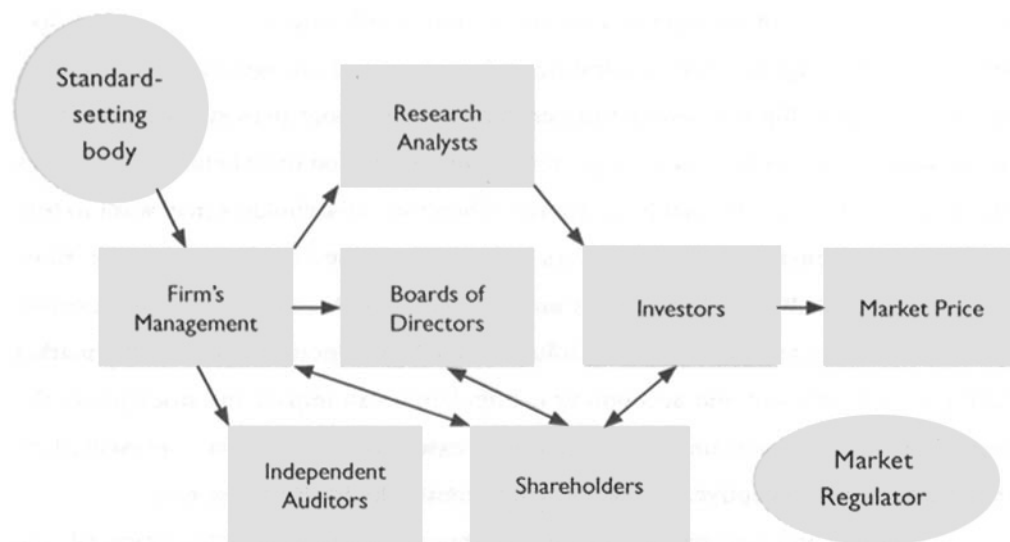 Standard-
setting
body
Research
Analysts
Firm's
Management
Boards of
Directors
Investors
Market Price
Independent
Auditors
Shareholders
Market
Regulator